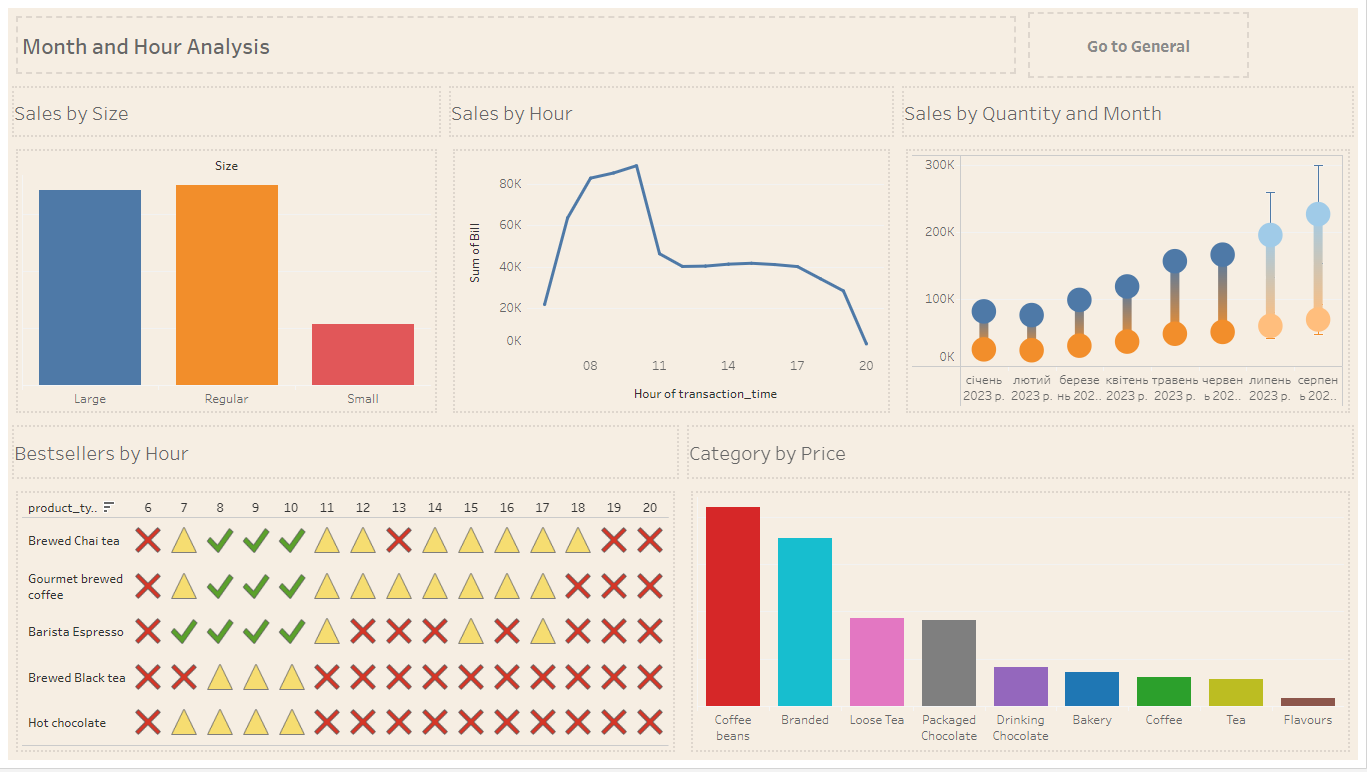 Month and Hour Analysis
Go to General
Sales by Size
Sales by Hour
Sales by Quantity and Month
Size
Large
Regular
Small
Sum of Bill
80K
60K
40K
20K
0K
08
11
14
17
20
Hour of transaction_time
300K
200K
100K
0K
січень
2023 р.
лютий
2023 р.
березе
нь 202..
квітень
2023 р.
травень
2023 р.
червен
ь 202..
липень
2023 р.
серпен
ь 202..
Bestsellers by Hour
Category by Price
product_ty.. 6 7 8 9 10 11 12 13 14 15 16 17 18 19 20
Brewed Chai tea
Gourmet brewed
coffee
Barista Espresso
Brewed Black tea
Hot chocolate
Coffee
beans
Branded
Loose Tea
Packaged
Chocolate
Drinking
Chocolate
Bakery
Coffee
Tea
Flavours